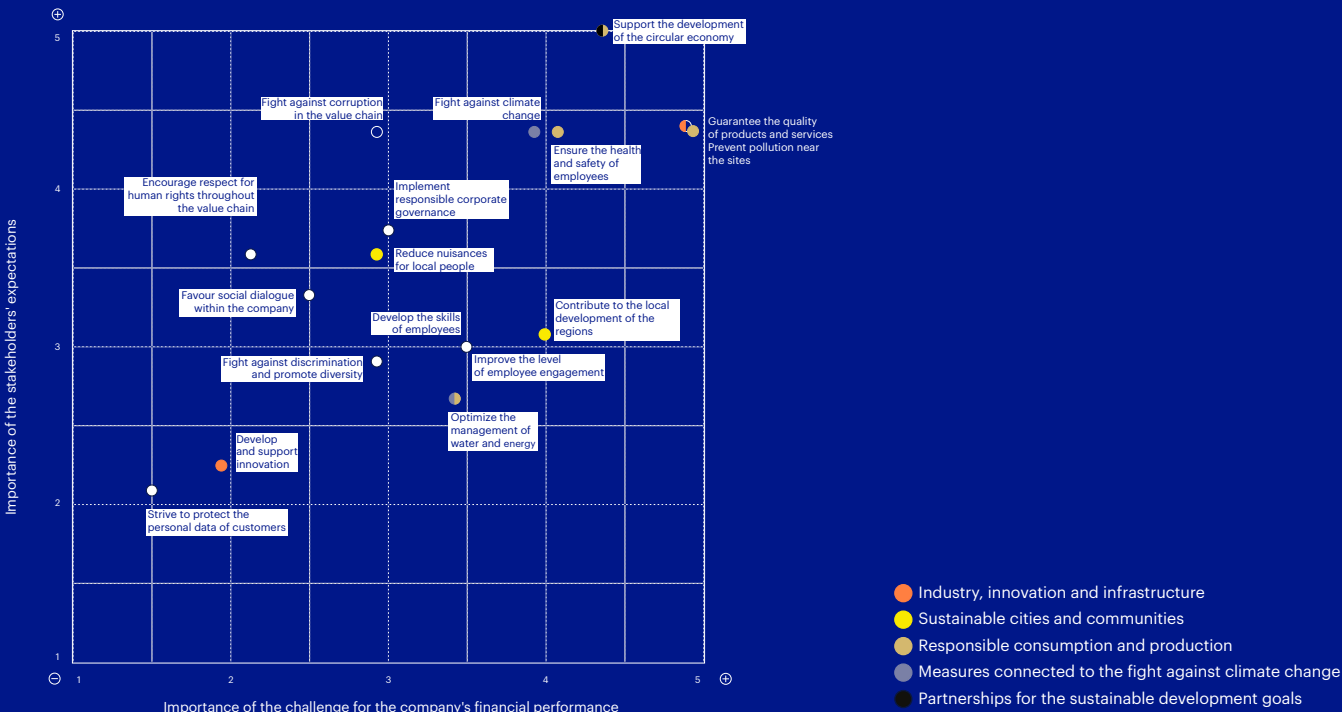 5
Support the development
of the circular economy
Fight against corruption
in the value chain
Fight against climate
change
Guarantee the quality
of products and services
Prevent pollution near
the sites
Ensure the health
and safety of
employees
4
Encourage respect for
human rights throughout
the value chain
Implement
responsible corporate
governance
Reduce nuisances
for local people
Favour social dialogue
within the company
Contribute to the local
development of the
regions
Develop the skills
of employees
3
Fight against discrimination
and promote diversity
Improve the level
of employee engagement
Optimize the
management of
water and energy
Develop
and support
innovation
2
Strive to protect the
personal data of customers
1
1 2 3 4 5
Importance of the stakeholders' expectations
Importance of the challenge for the company's financial performance
Industry, innovation and infrastructure
Sustainable cities and communities
Responsible consumption and production
Measures connected to the fight against climate change
Partnerships for the sustainable development goals